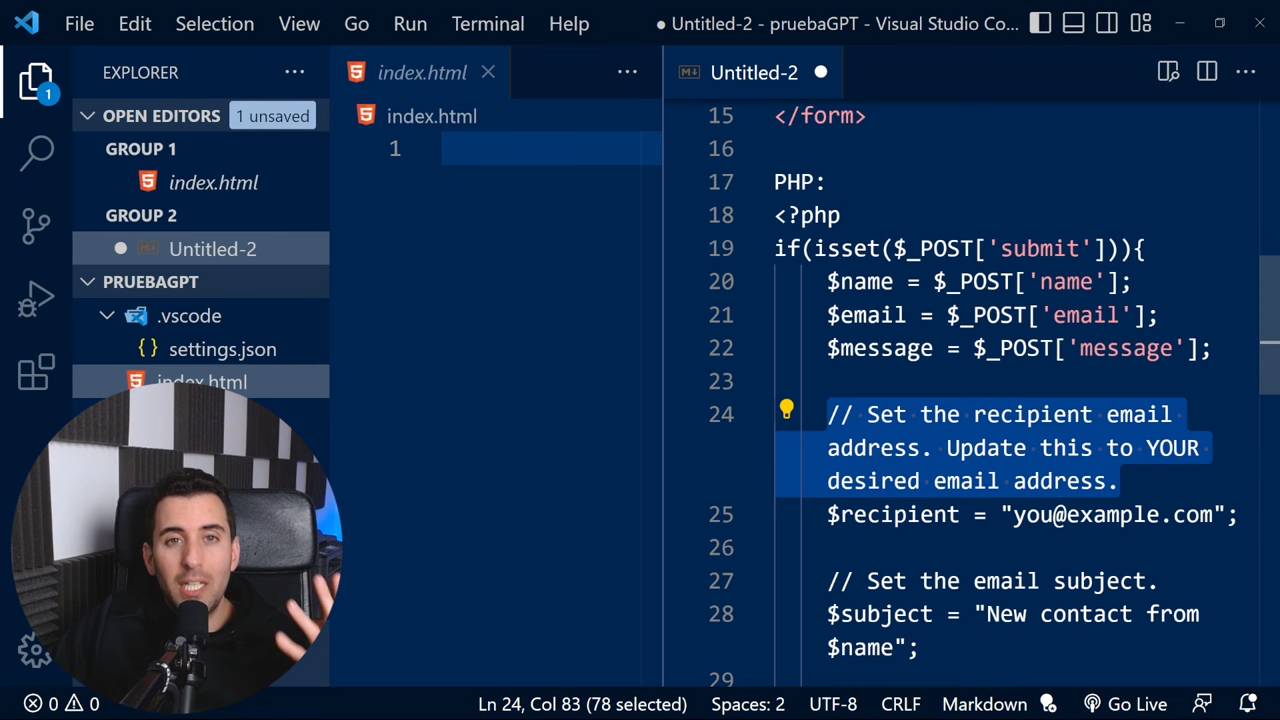 File Edit Selection View Go Run Terminal Help
● Untitled-2 - pruebaGPT - Visual Studio Co...
EXPLORER
OPEN EDITORS 1 unsaved
GROUP 1
index.html
GROUP 2
Untitled-2
PRUEBAGPT
.vscode
{} settings.json
index.html
1
index.html
index.html
1
Untitled-2
15 </form>
16
17 PHP:
18 <?php
19 if(isset($_POST['submit'])){
20 $name = $_POST['name'];
21 $email = $_POST['email'];
22 $message = $_POST['message'];
23
24 // Set the recipient email
address. Update this to YOUR
desired email address.
25 $recipient = "you@example.com";
26
27 // Set the email subject.
28 $subject = "New contact from
$name";
29
0 0 Ln 24, Col 83 (78 selected) Spaces: 2 UTF-8 CRLF Markdown Go Live